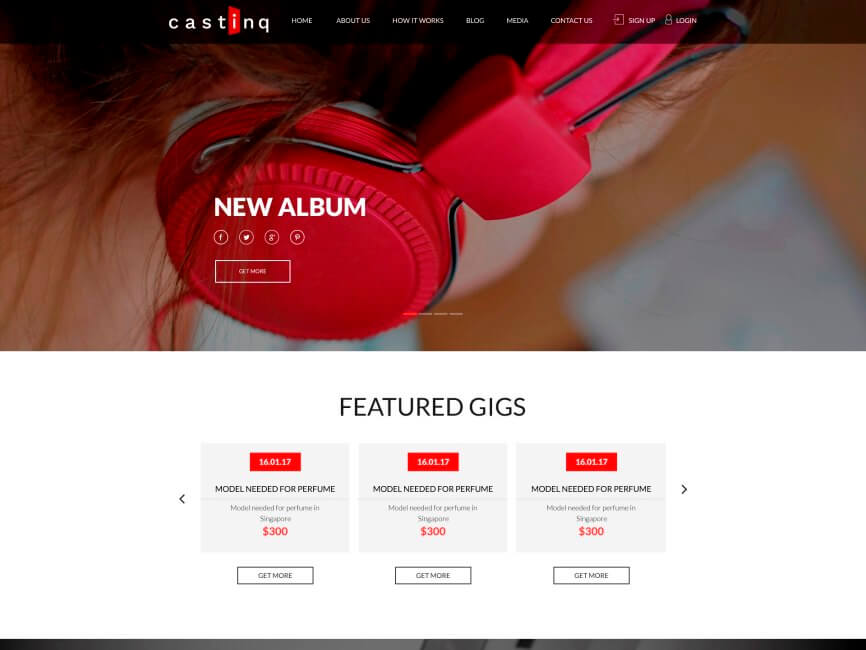 castinq
HOME ABOUT US HOW IT WORKS BLOG MEDIA CONTACT US SIGN UP LOGIN
NEW ALBUM
GET MORE
FEATURED GIGS
16.01.17 16.01.17 16.01.17
MODEL NEEDED FOR PERFUME MODEL NEEDED FOR PERFUME MODEL NEEDED FOR PERFUME
Model needed for perfume in Model needed for perfume in Model needed for perfume in
Singapore Singapore Singapore
$300 $300 $300
GET MORE GET MORE GET MORE